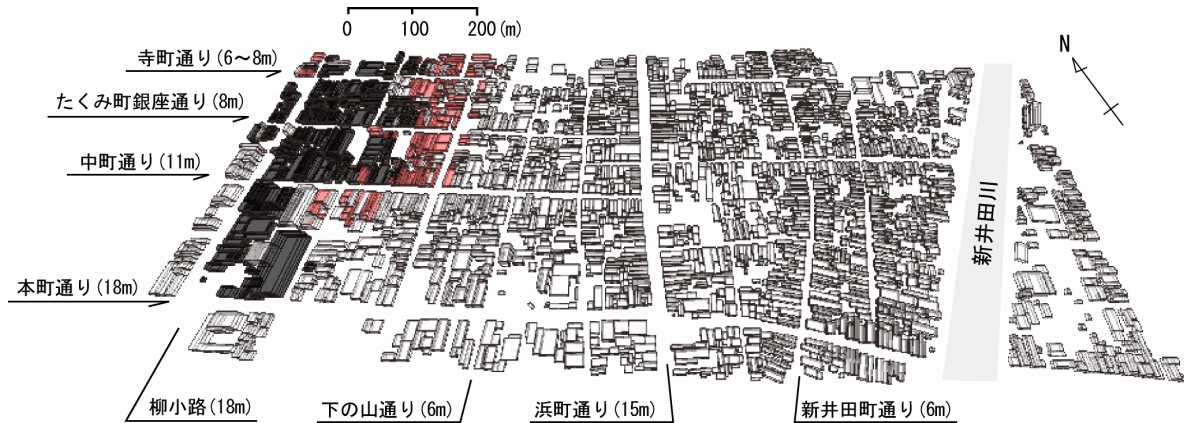 0 100 200 (m)
N
寺町通り(6～8m)
たくみ町銀座通り(8m)
中町通り(11m)
本町通り(18m)
新井田川
柳小路(18m)
下の山通り(6m)
浜町通り(15m)
新井田町通り(6m)